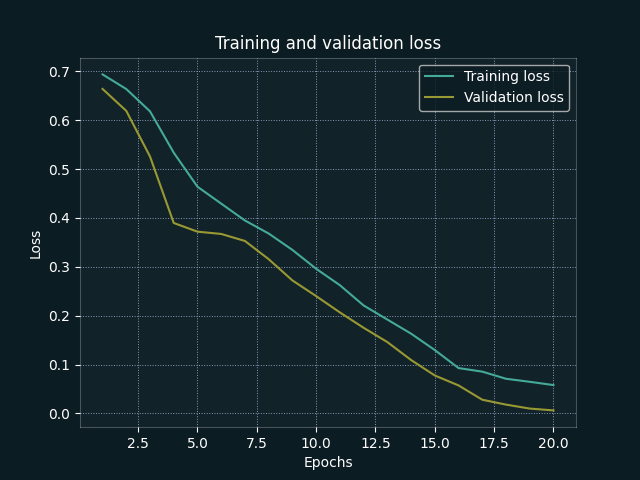 Training and validation loss
Training loss
Validation loss
0.7
0.6
0.5
0.4
0.3
0.2
0.1
0.0
Loss
2.5 5.0 7.5 10.0 12.5 15.0 17.5 20.0
Epochs